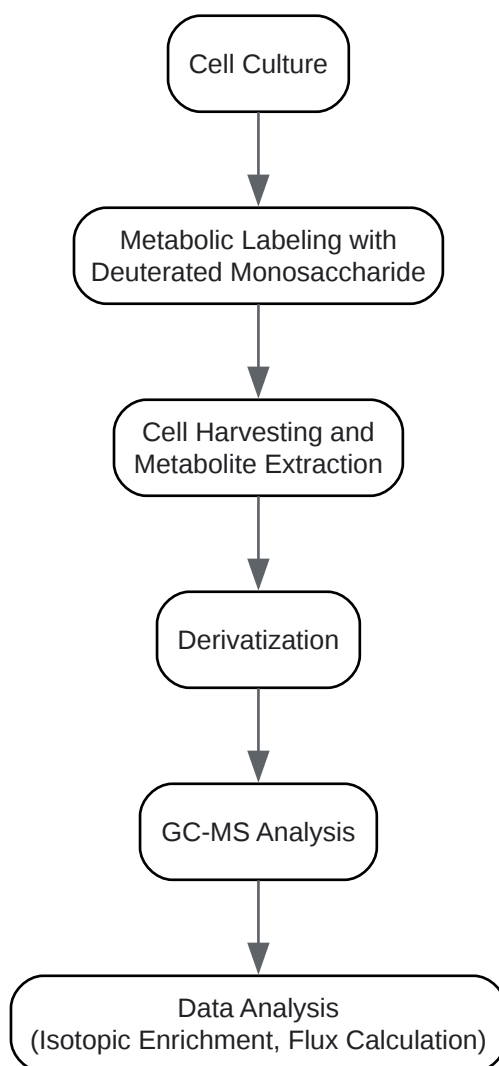 Cell Culture
Metabolic Labeling with
Deuterated Monosaccharide
Cell Harvesting and
Metabolite Extraction
Derivatization
GC-MS Analysis
Data Analysis
(Isotopic Enrichment, Flux Calculation)